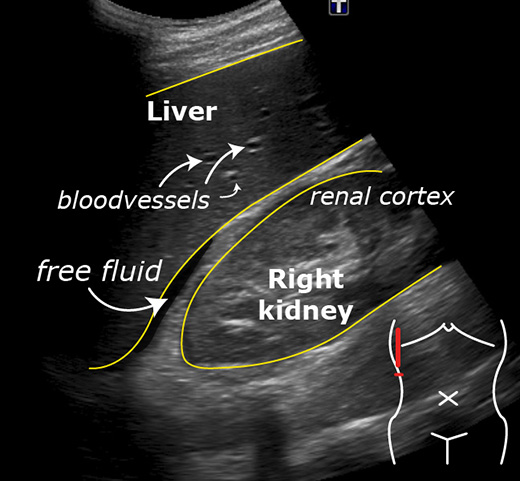 Liver
bloodvessels
renal cortex
free fluid
Right
kidney